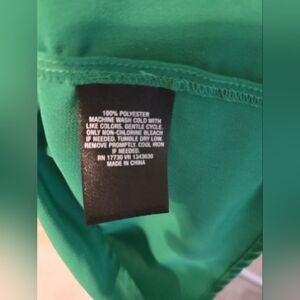 100% POLYESTER
MACHINE WASH COLD WITH
LIKE COLORS, GENTLE CYCLE.
ONLY NON-CHLORINE BLEACH
IF NEEDED. TUMBLE DRY LOW.
REMOVE PROMPTLY. COOL IRON
IF NEEDED.
RN 17730 VN 1343630
MADE IN CHINA